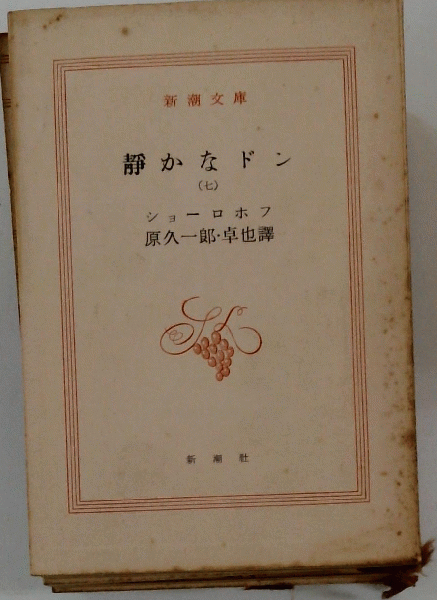 新潮文庫
靜かなドン
(七)
ショーロホフ
原久一郎·卓也譯
新潮社